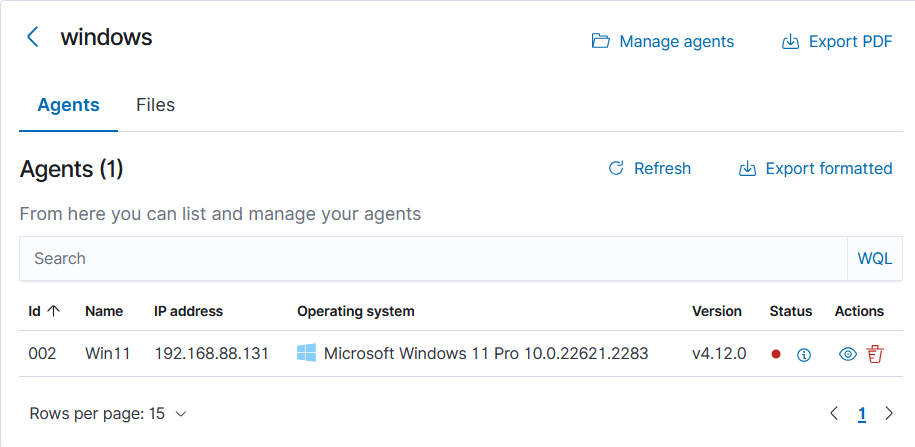 windows
Manage agents
Export PDF
Agents
Files
Agents (1)
Refresh
Export formatted
From here you can list and manage your agents
Search
WQL
Id Name IP address Operating system Version Status Actions
002 Win11 192.168.88.131 Microsoft Windows 11 Pro 10.0.22621.2283 v4.12.0
Rows per page: 15
1